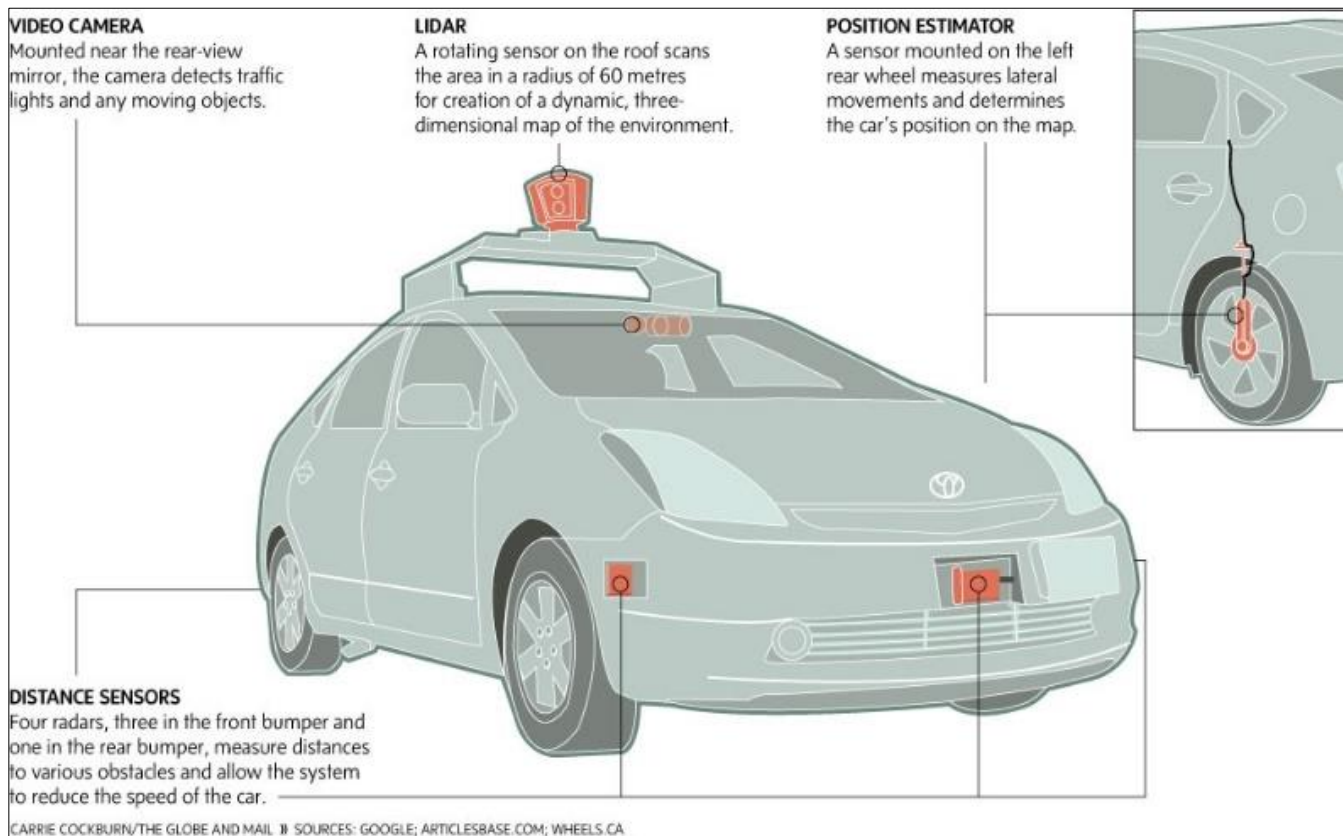 VIDEO CAMERA
Mounted near the rear-view
mirror, the camera detects traffic
lights and any moving objects.
LIDAR
A rotating sensor on the roof scans
the area in a radius of 60 metres
for creation of a dynamic, three-
dimensional map of the environment.
POSITION ESTIMATOR
A sensor mounted on the left
rear wheel measures lateral
movements and determines
the car's position on the map.
DISTANCE SENSORS
Four radars, three in the front bumper and
one in the rear bumper, measure distances
to various obstacles and allow the system
to reduce the speed of the car.
CARRIE COCKBURN/THE GLOBE AND MAIL » SOURCES: GOOGLE; ARTICLESBASE.COM; WHEELS.CA